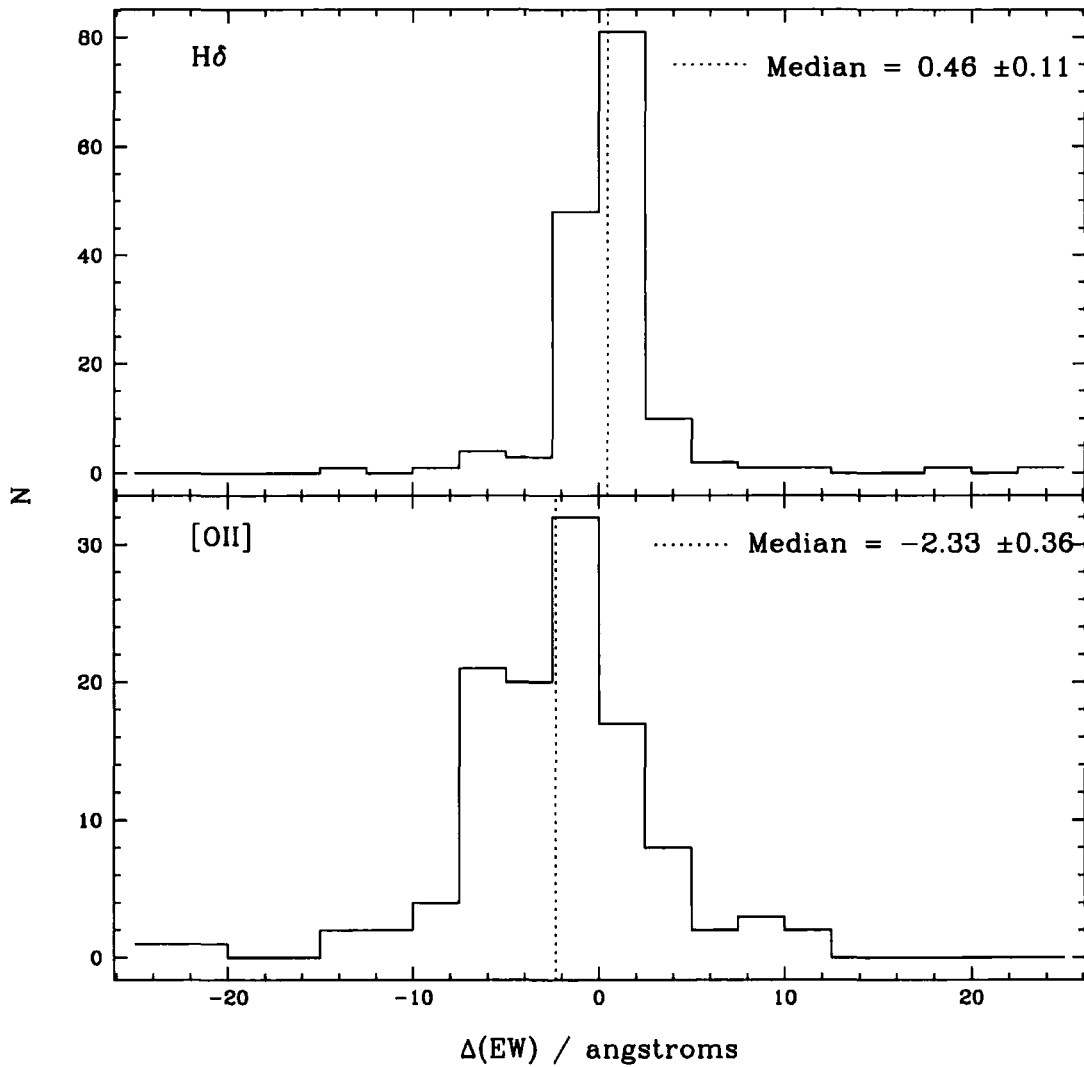 Hδ
Median = 0.46 ±0.11
80
60
40
20
0
N
[OII]
Median = −2.33 ±0.36
30
20
10
0
−20 −10 0 10 20
Δ(EW) / angstroms